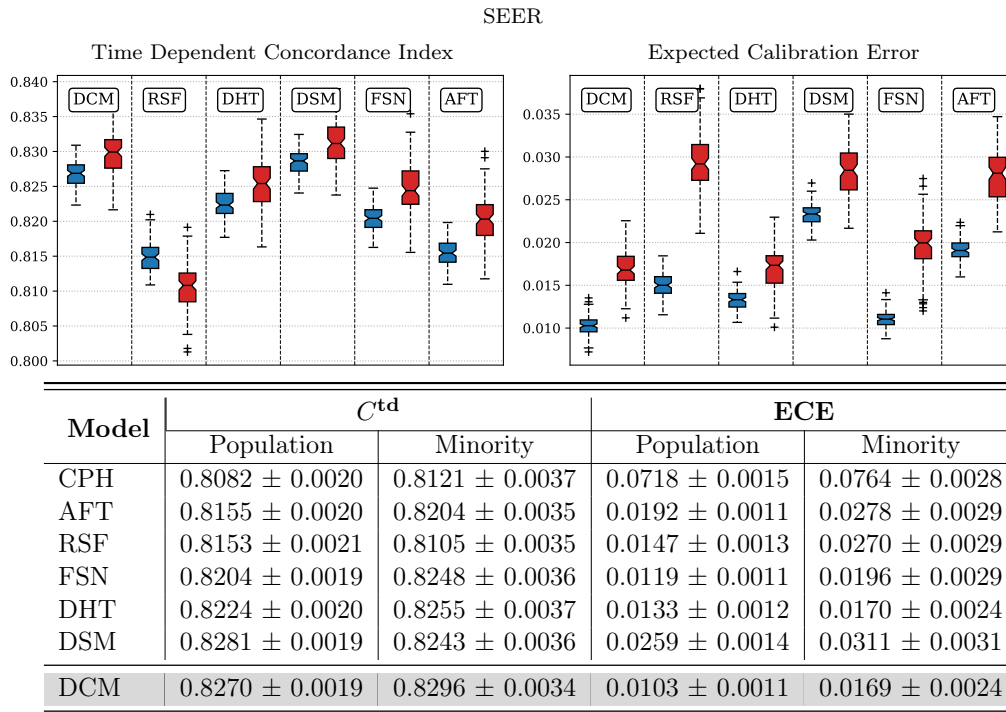 SEER
Time Dependent Concordance Index
0.840
0.835
0.830
0.825
0.820
0.815
0.810
0.805
0.800
DCM RSF DHT DSM FSN AFT
Expected Calibration Error
0.035
0.030
0.025
0.020
0.015
0.010
DCM RSF DHT DSM FSN AFT
Model C^td ECE
Population Minority Population Minority
CPH 0.8082 ± 0.0020 0.8121 ± 0.0037 0.0718 ± 0.0015 0.0764 ± 0.0028
AFT 0.8155 ± 0.0020 0.8204 ± 0.0035 0.0192 ± 0.0011 0.0278 ± 0.0029
RSF 0.8153 ± 0.0021 0.8105 ± 0.0035 0.0147 ± 0.0013 0.0270 ± 0.0029
FSN 0.8204 ± 0.0019 0.8248 ± 0.0036 0.0119 ± 0.0011 0.0196 ± 0.0029
DHT 0.8224 ± 0.0020 0.8255 ± 0.0037 0.0133 ± 0.0012 0.0170 ± 0.0024
DSM 0.8281 ± 0.0019 0.8243 ± 0.0036 0.0259 ± 0.0014 0.0311 ± 0.0031
DCM 0.8270 ± 0.0019 0.8296 ± 0.0034 0.0103 ± 0.0011 0.0169 ± 0.0024